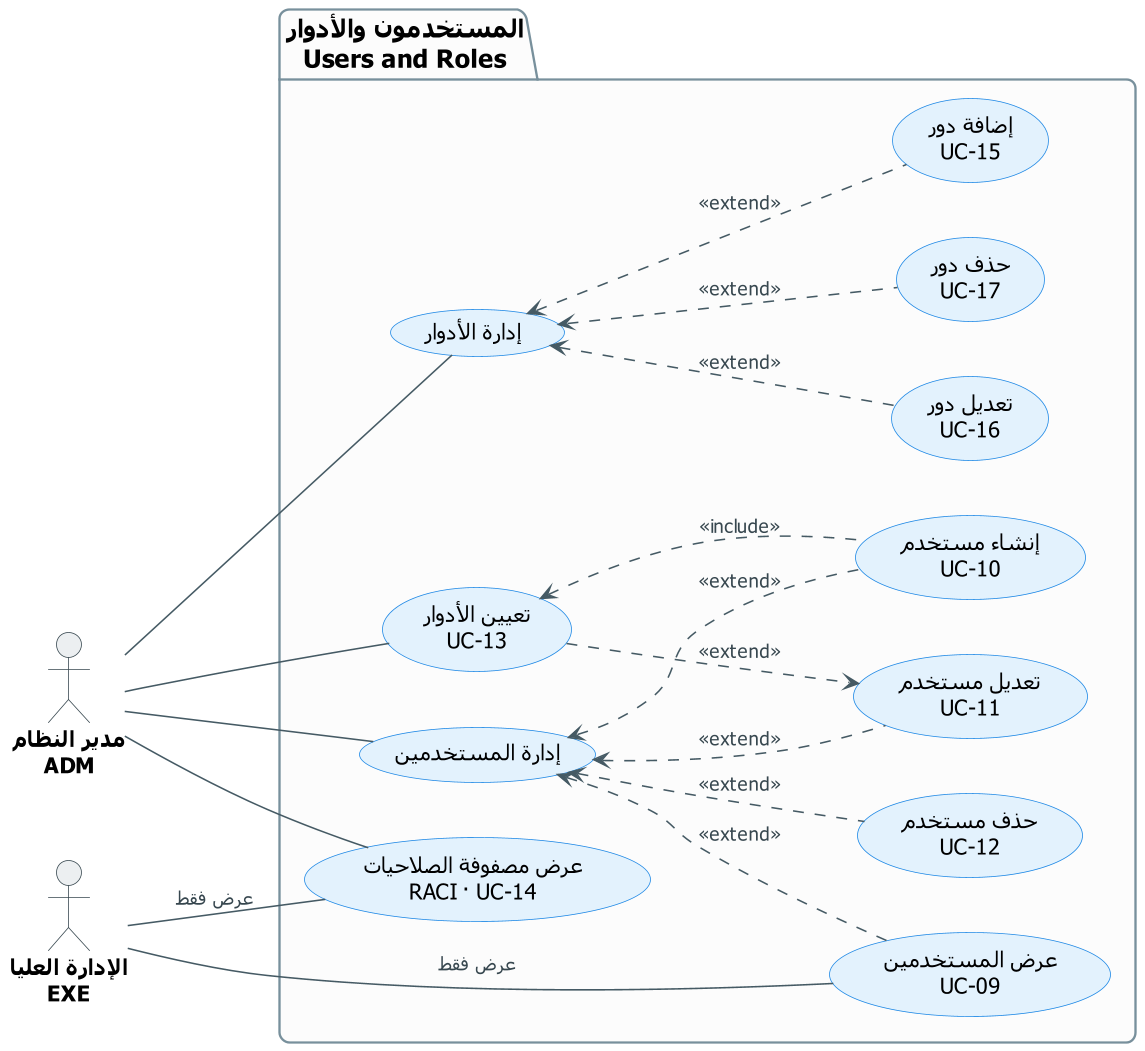 المستخدمون والأدوار
Users and Roles
إضافة دور
UC-15
«extend»
حذف دور
UC-17
«extend»
إدارة الأدوار
«extend»
تعديل دور
UC-16
«include»
إنشاء مستخدم
UC-10
«extend»
تعيين الأدوار
UC-13
«extend»
تعديل مستخدم
UC-11
مدير النظام
ADM
«extend»
إدارة المستخدمين
«extend»
حذف مستخدم
UC-12
«extend»
عرض مصفوفة الصلاحيات
RACI · UC-14
عرض فقط
الإدارة العليا
EXE
عرض فقط
عرض المستخدمين
UC-09